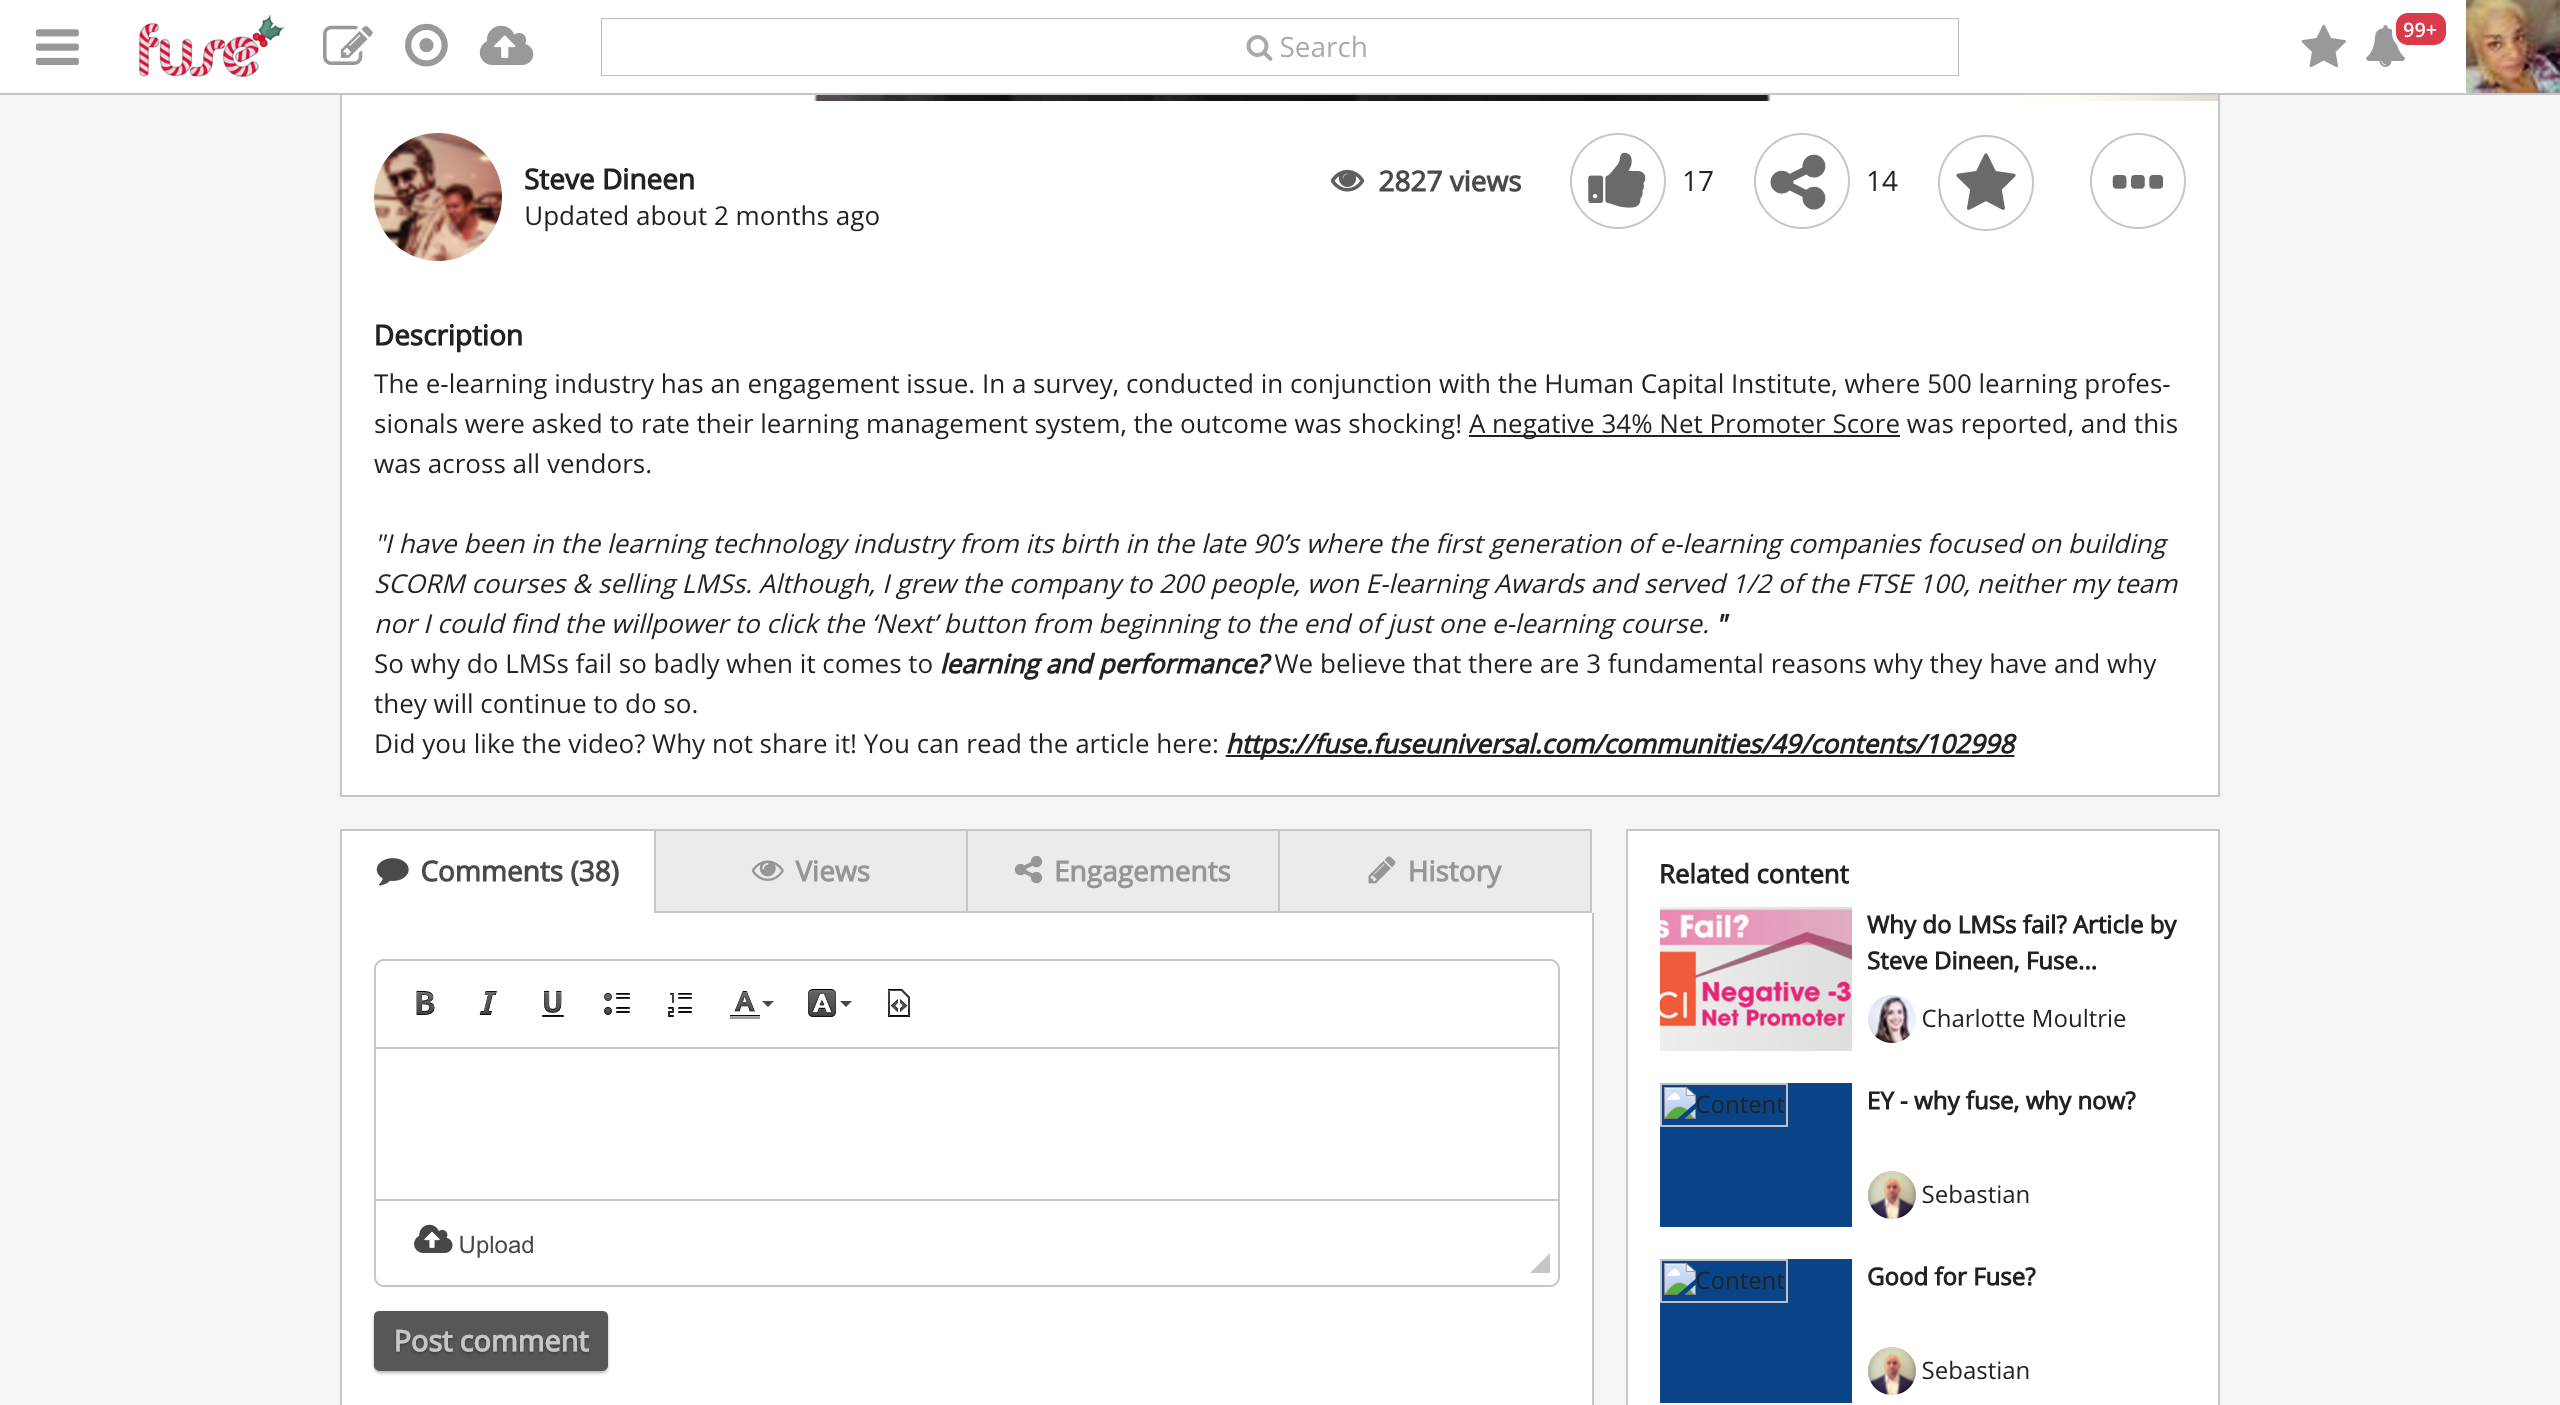 fuse
Search
99+
Steve Dineen
Updated about 2 months ago
2827 views
17
14
Description
The e-learning industry has an engagement issue. In a survey, conducted in conjunction with the Human Capital Institute, where 500 learning profes-
sionals were asked to rate their learning management system, the outcome was shocking! A negative 34% Net Promoter Score was reported, and this
was across all vendors.
"I have been in the learning technology industry from its birth in the late 90’s where the first generation of e-learning companies focused on building
SCORM courses & selling LMSs. Although, I grew the company to 200 people, won E-learning Awards and served 1/2 of the FTSE 100, neither my team
nor I could find the willpower to click the ‘Next’ button from beginning to the end of just one e-learning course. "
So why do LMSs fail so badly when it comes to learning and performance? We believe that there are 3 fundamental reasons why they have and why
they will continue to do so.
Did you like the video? Why not share it! You can read the article here: https://fuse.fuseuniversal.com/communities/49/contents/102998
Comments (38)
Views
Engagements
History
B I U A A
Upload
Post comment
Related content
s Fail?
CI
Negative -3
Net Promoter
Why do LMSs fail? Article by
Steve Dineen, Fuse...
Charlotte Moultrie
Content
EY - why fuse, why now?
Sebastian
Content
Good for Fuse?
Sebastian